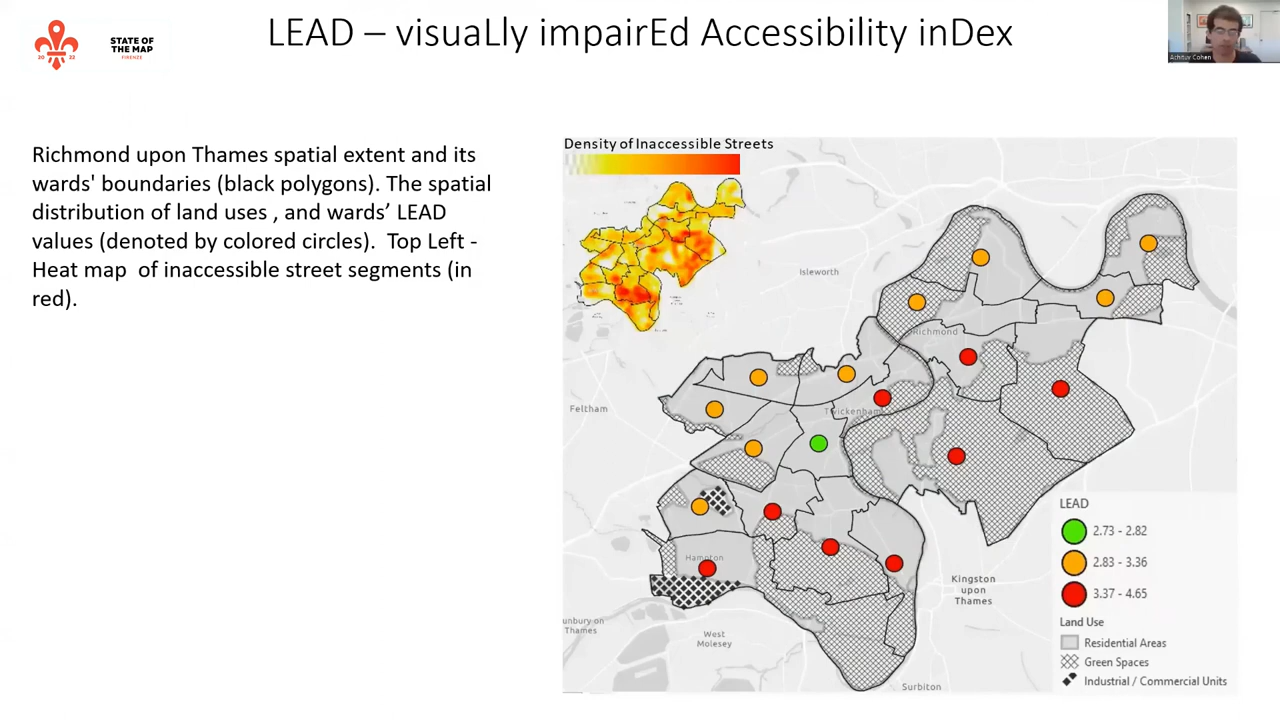 LEAD – visuaLly impairEd Accessibility inDex
STATE OF
THE MAP
FIRENZE
20 22
Achituv Cohen
Richmond upon Thames spatial extent and its
wards' boundaries (black polygons). The spatial
distribution of land uses , and wards’ LEAD
values (denoted by colored circles). Top Left -
Heat map of inaccessible street segments (in
red).
Density of Inaccessible Streets
Isleworth
Richmond
Feltham
Twickenham
Hampton
Kingston
upon
Thames
unbury on
Thames
West
Molesey
Surbiton
LEAD
2.73 - 2.82
2.83 - 3.36
3.37 - 4.65
Land Use
Residential Areas
Green Spaces
Industrial / Commercial Units